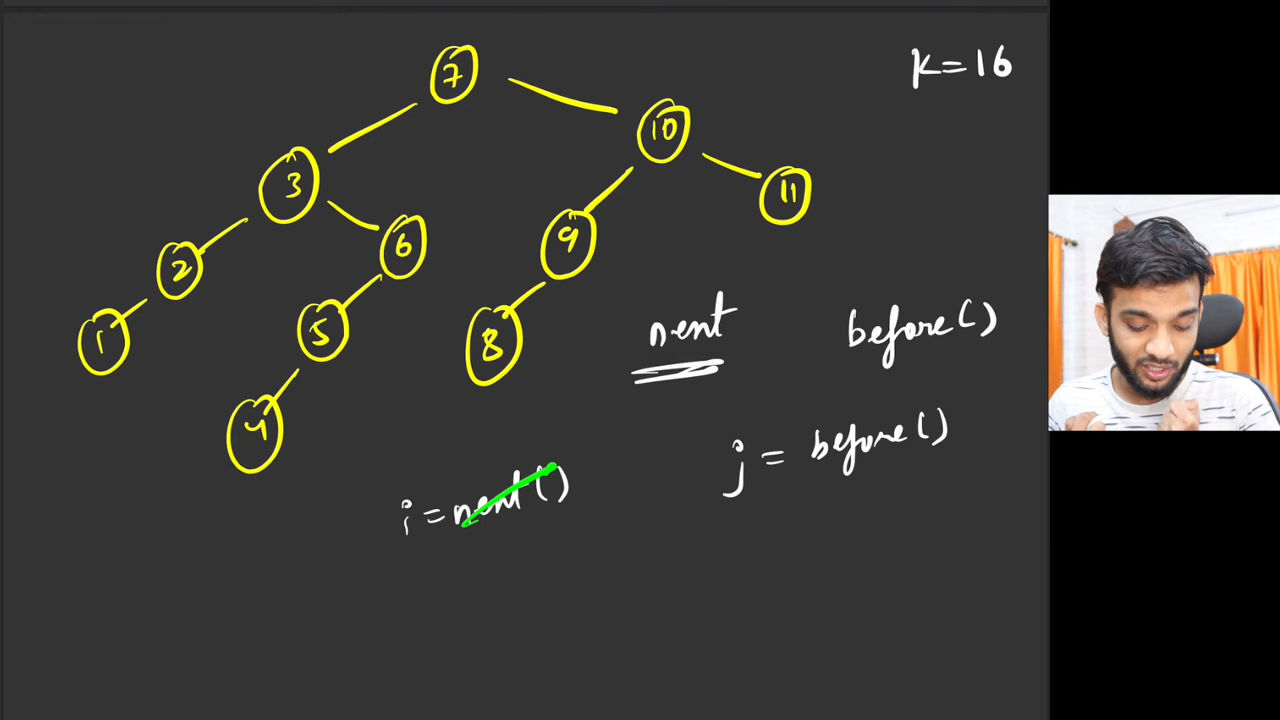 7
K=16
10
3
11
6
9
2
5
8
1
4
next
before()
j = before()
i = next()